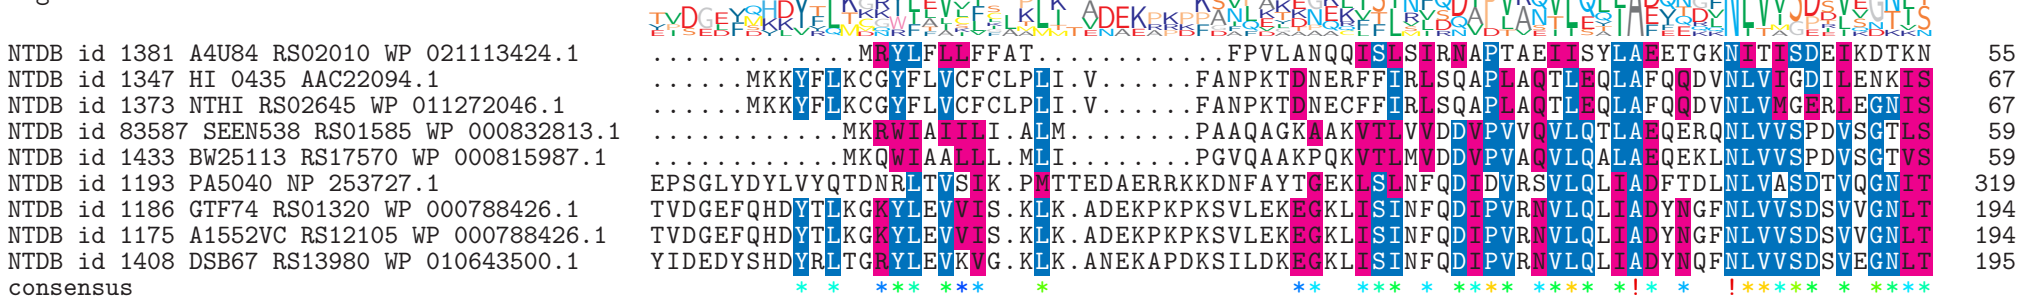 NTDB id 1381 A4U84 RS02010 WP 021113424.1 .............MRYLFLLFFAT............FPVLANQQISLSIRNAPTAEIISYLAEETGKNITISDEIKDTKN 55
NTDB id 1347 HI 0435 AAC22094.1 ......MKKYFLKCGYFLVCFCLPLI.V......FANPKTDNERFFIRLSQAPLAQTLEQLAFQQDVNLVIGDILENKIS 67
NTDB id 1373 NTHI RS02645 WP 011272046.1 ......MKKYFLKCGYFLVCFCLPLI.V......FANPKTDNECFFIRLSQAPLAQTLEQLAFQQDVNLVMGERLEGNIS 67
NTDB id 83587 SEEN538 RS01585 WP 000832813.1 ............MKRWIAIILI.ALM........PAAQAGKAAKVTLVVDDVPVVQVLQTLAEQERQNLVVSPDVSGTLS 59
NTDB id 1433 BW25113 RS17570 WP 000815987.1 ............MKQWIAALLL.MLI........PGVQAAKPQKVTLMVDDVPVAQVLQALAEQEKLNLVVSPDVSGTVS 59
NTDB id 1193 PA5040 NP 253727.1 EPSGLYDYLVYQTDNRLTVSIK.PMTTEDAERRKKDNFAYTGEKLSLNFQDIDVRSVLQLIADFTDLNLVASDTVQGNIT 319
NTDB id 1186 GTF74 RS01320 WP 000788426.1 TVDGEFQHDYTLKGKYLEVVIS.KLK.ADEKPKPKSVLEKEGKLISINFQDIPVRNVLQLIADYNGFNLVVSDSVVGNLT 194
NTDB id 1175 A1552VC RS12105 WP 000788426.1 TVDGEFQHDYTLKGKYLEVVIS.KLK.ADEKPKPKSVLEKEGKLISINFQDIPVRNVLQLIADYNGFNLVVSDSVVGNLT 194
NTDB id 1408 DSB67 RS13980 WP 010643500.1 YIDEDYSHDYRLTGRYLEVKVG.KLK.ANEKAPDKSILDKEGKLISINFQDIPVRNVLQLIADYNQFNLVVSDSVEGNLT 195
consensus * * **** **** * ** *** * ***** **** *!* * !***** * ****